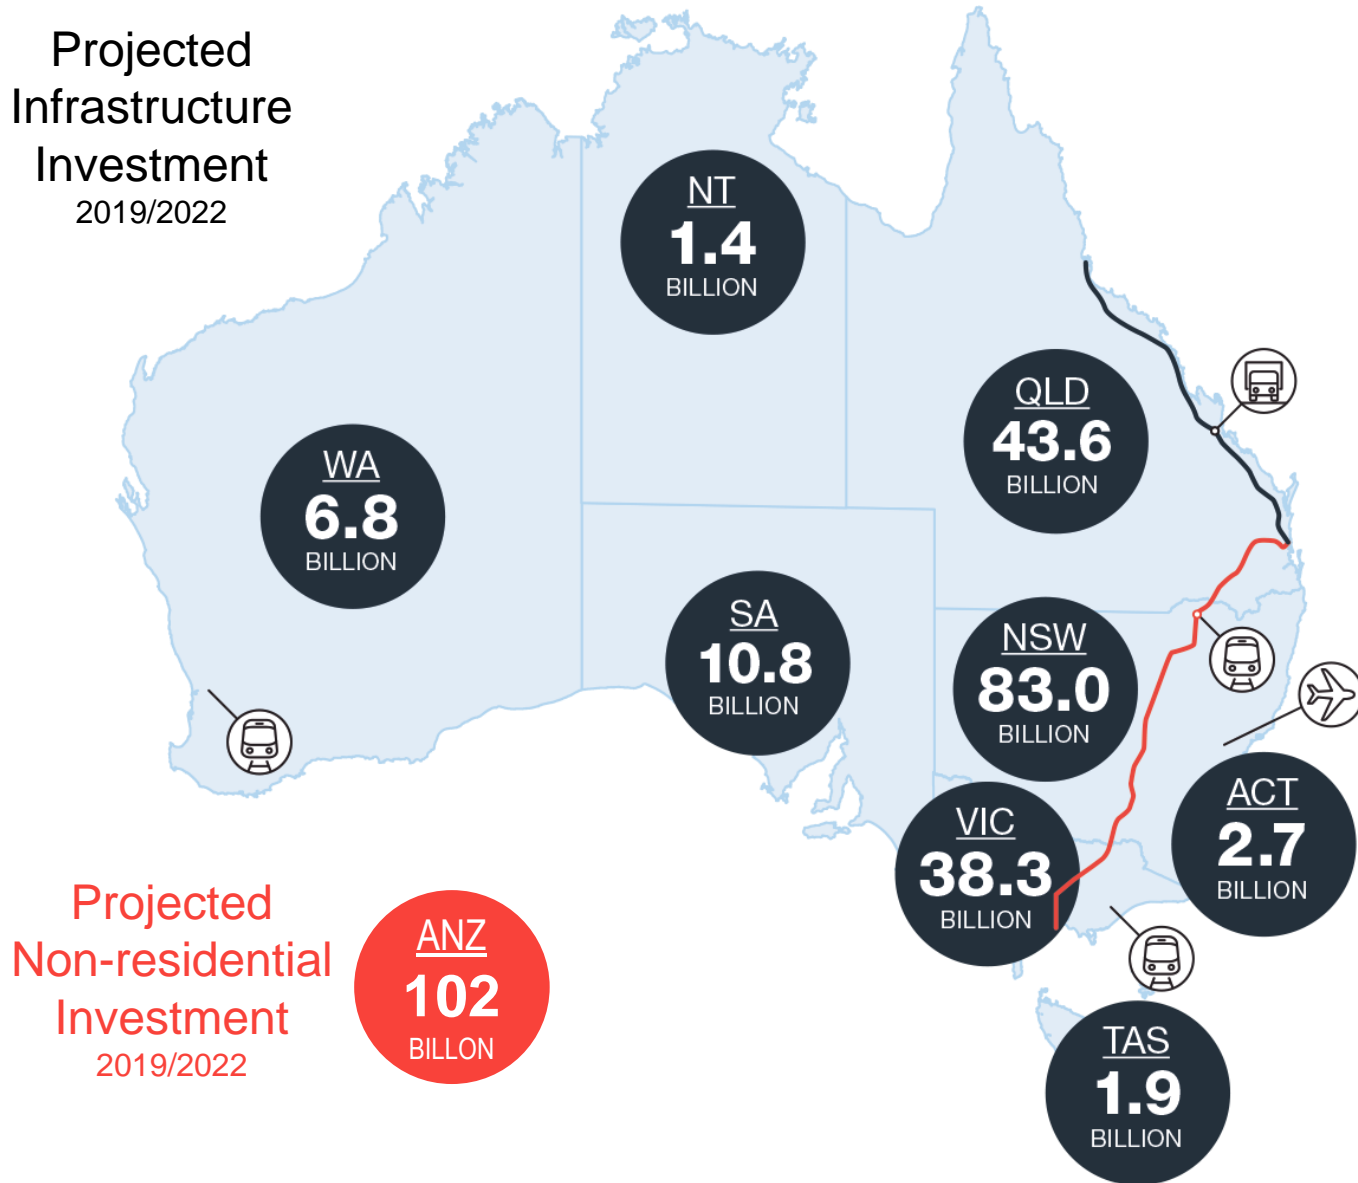 Projected
Infrastructure
Investment
2019/2022
NT
1.4
BILLION
QLD
43.6
BILLION
WA
6.8
BILLION
SA
10.8
BILLION
NSW
83.0
BILLION
ACT
2.7
BILLION
VIC
38.3
BILLION
TAS
1.9
BILLION
Projected
Non-residential
Investment
2019/2022
ANZ
102
BILLON